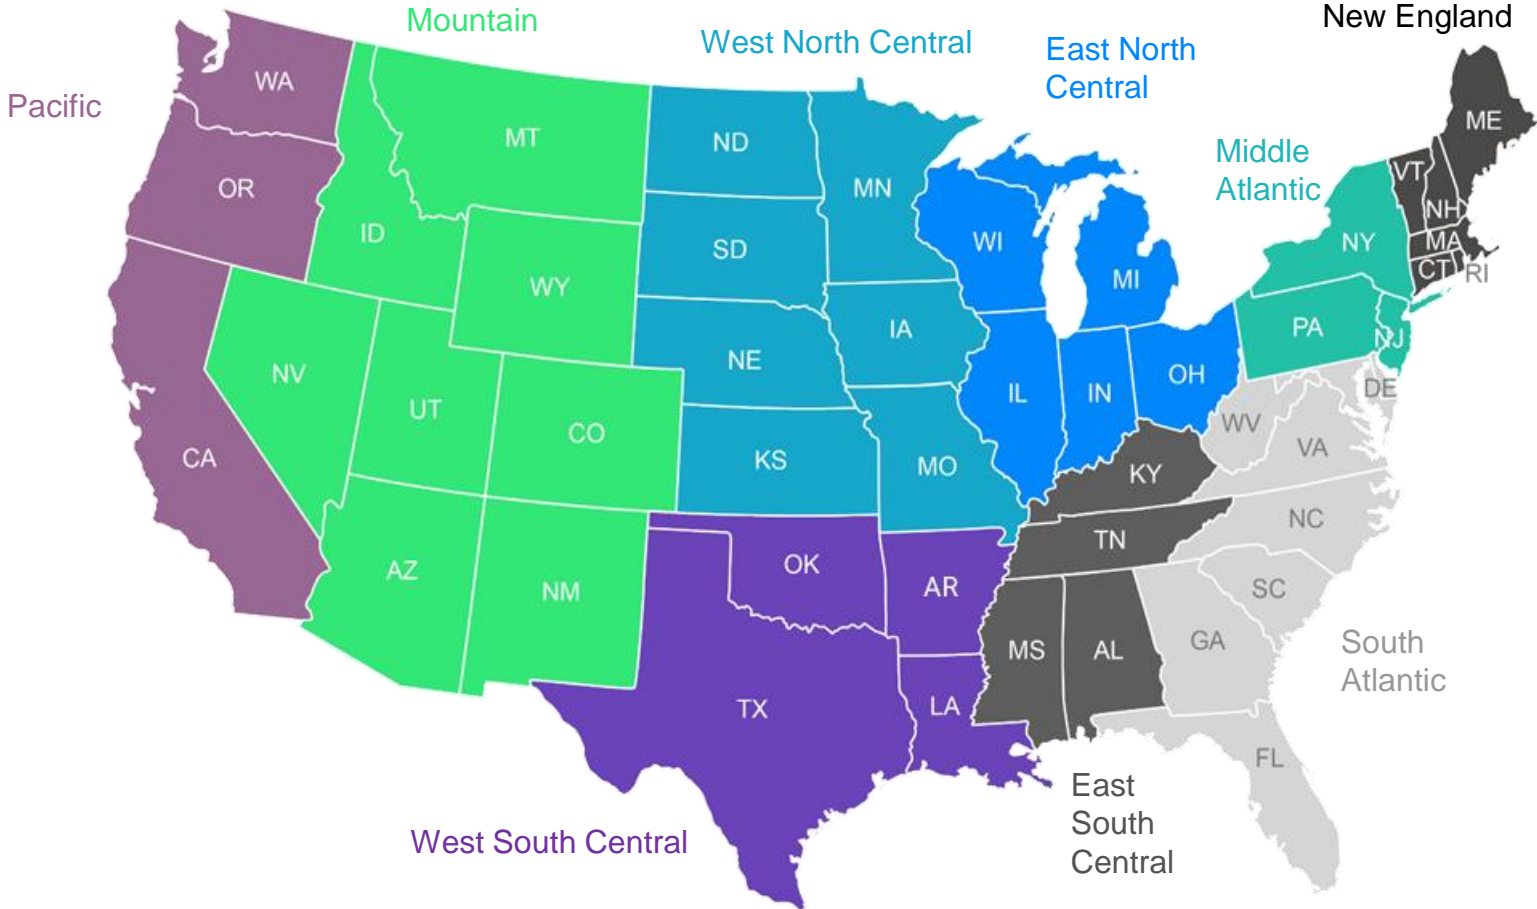 New England
Mountain
West North Central
East North
Central
Pacific
Middle
Atlantic
WA
MT
ND
MN
ME
OR
ID
SD
WI
MI
NY
VT
NH
MA
CT
RI
WY
NE
IA
PA
NJ
NV
UT
CO
KS
MO
IL
IN
OH
WV
VA
DE
CA
KY
TN
NC
AZ
NM
OK
AR
MS
AL
GA
SC
TX
LA
FL
South
Atlantic
West South Central
East
South
Central